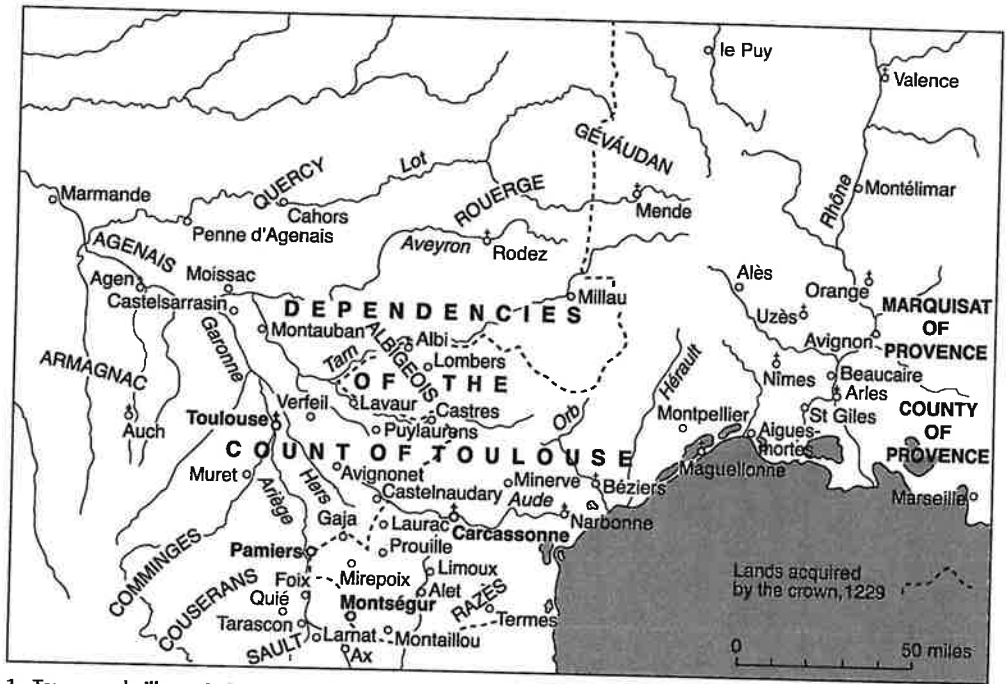 le Puy
Valence
GÉVÁUDAN
Lot
QUERCY
ROUERGE
Rhône
Montélimar
Marmande
Cahors
Mende
Penne d'Agenais
Aveyron
Rodez
AGENAIS
Moissac
Alès
Agen
Millau
Orange
Castelsarrasin
DEPENDENCIES
Uzès
MARQUISAT
OF
PROVENCE
Montauban
ALBIGEOIS
Albi
Avignon
Garonne
Tarn
Lombers
Hérault
Nîmes
Beaucaire
ARMAGNAC
OF THE
Arles
Lavaur
Castres
Orb
Montpellier
St Giles
COUNTY
OF
PROVENCE
Verfeil
Toulouse
Puylaurens
Aigues-
mortes
Auch
COUNT OF TOULOUSE
Maguellonne
Muret
Hers
Avignonet
Minerve
Béziers
Marseille
Ariège
Castelnaudary
Aude
Gaja
Laurac
Carcassonne
Narbonne
COMMINGES
Pamiers
Prouille
Mirepoix
Limoux
Lands acquired
by the crown, 1229
COUSERANS
Foix
Alet
RAZÈS
Quié
Montségur
Termes
Tarascon
SAULT
Larnat
Montaillou
Ax
0 50 miles